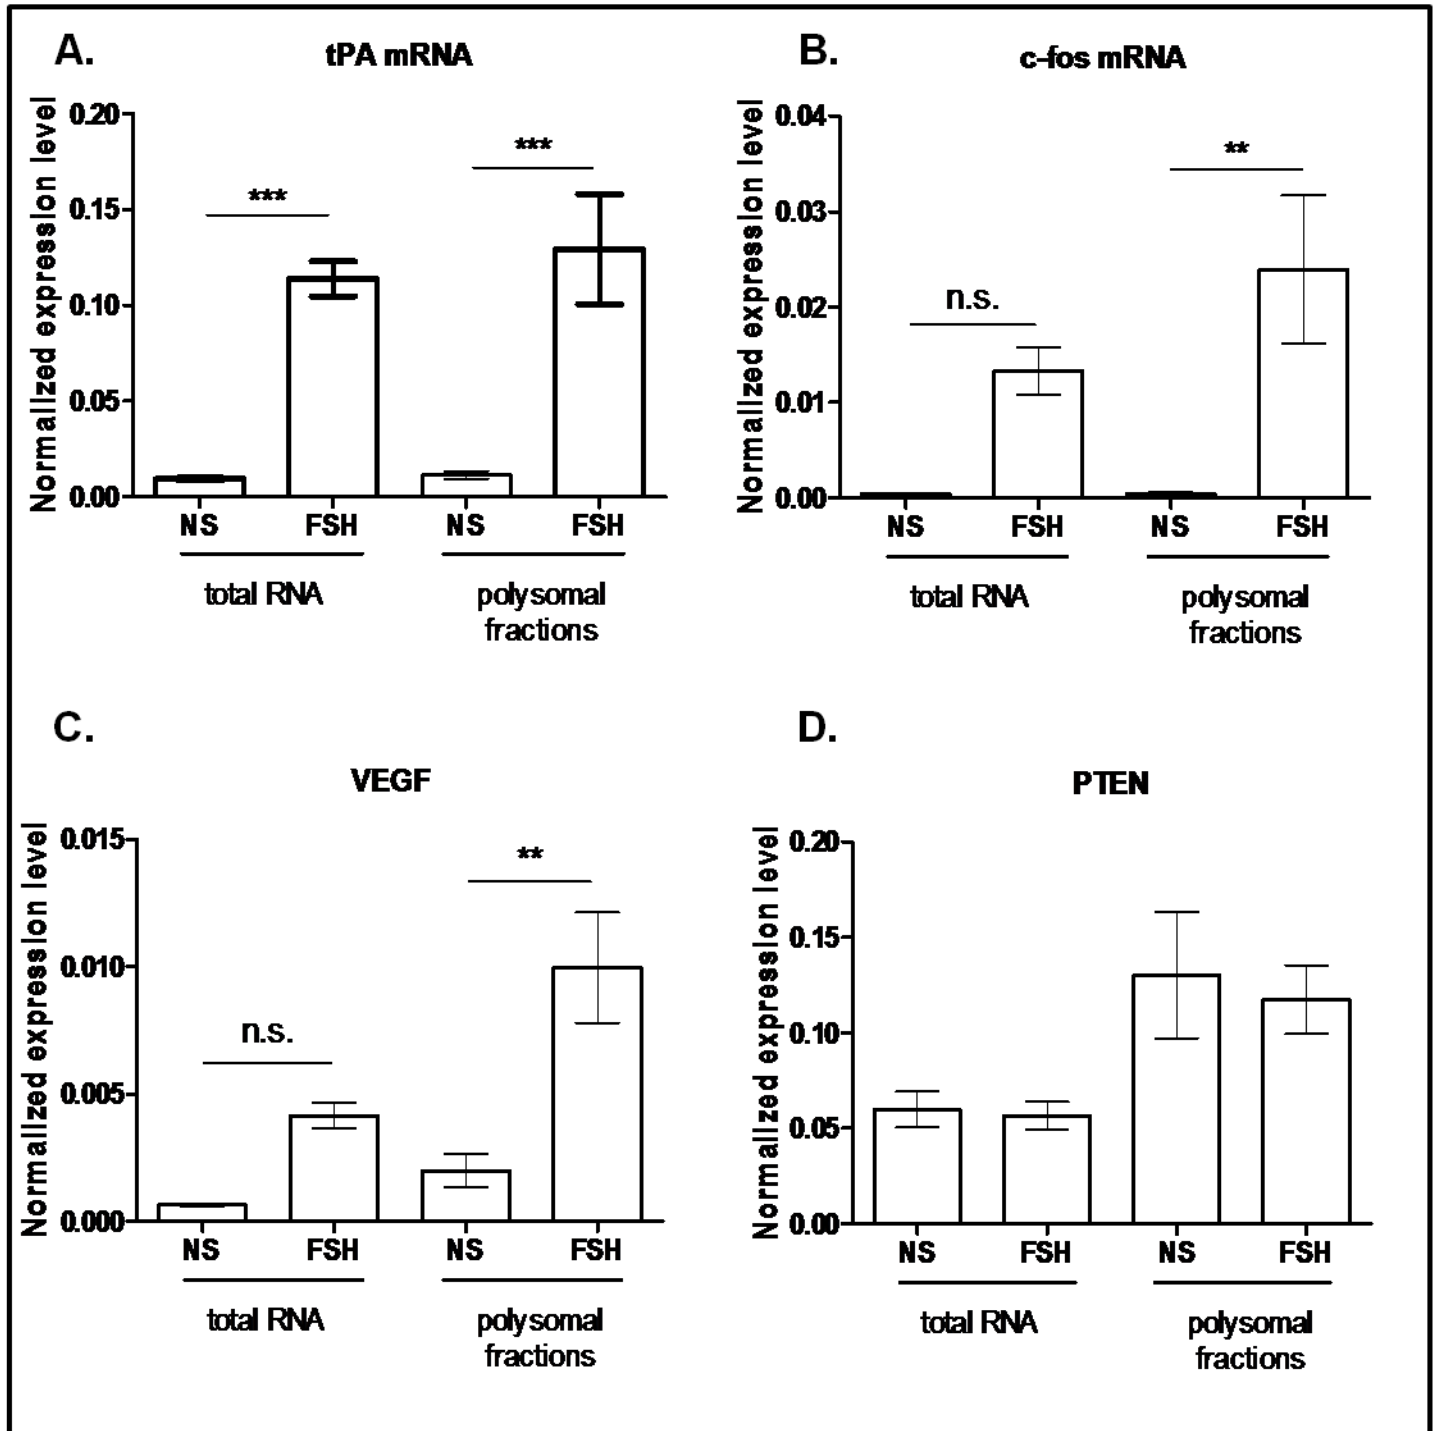 A.
tPA mRNA
Normalized expression level
0.20
0.15
0.10
0.05
0.00
***
***
NS FSH NS FSH
total RNA polysomal
fractions
B.
c-fos mRNA
Normalized expression level
0.04
0.03
0.02
0.01
0.00
n.s.
**
NS FSH NS FSH
total RNA polysomal
fractions
C.
VEGF
Normalized expression level
0.015
0.010
0.005
0.000
n.s.
**
NS FSH NS FSH
total RNA polysomal
fractions
D.
PTEN
Normalized expression level
0.20
0.15
0.10
0.05
0.00
NS FSH NS FSH
total RNA polysomal
fractions